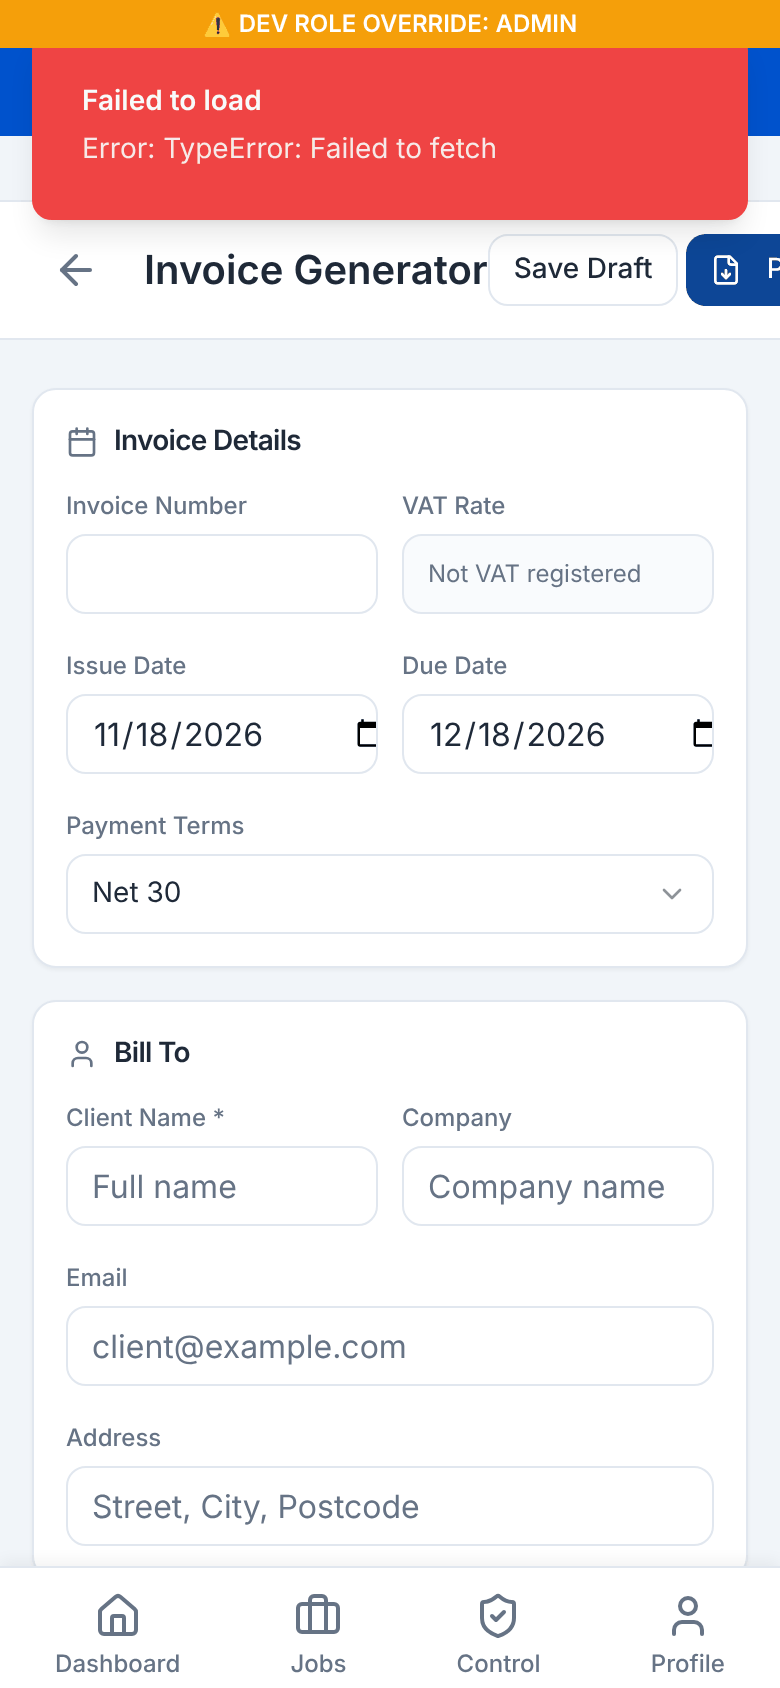 ⚠️ DEV ROLE OVERRIDE: ADMIN
Failed to load
Error: TypeError: Failed to fetch
Invoice Generator
Save Draft
P
Invoice Details
Invoice Number
VAT Rate
Not VAT registered
Issue Date
Due Date
11/18/2026
12/18/2026
Payment Terms
Net 30
Bill To
Client Name *
Company
Full name
Company name
Email
client@example.com
Address
Street, City, Postcode
Dashboard
Jobs
Control
Profile